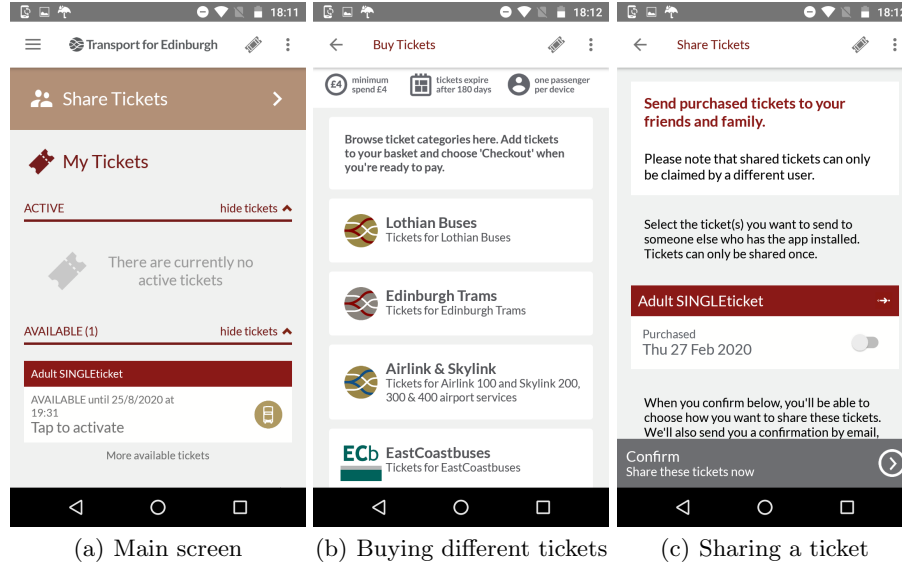 18:11
Transport for Edinburgh
Share Tickets
My Tickets
ACTIVE
hide tickets
There are currently no
active tickets
AVAILABLE (1)
hide tickets
Adult SINGLEticket
AVAILABLE until 25/8/2020 at
19:31
Tap to activate
More available tickets
(a) Main screen
18:12
Buy Tickets
£4
minimum
spend £4
tickets expire
after 180 days
one passenger
per device
Browse ticket categories here. Add tickets
to your basket and choose 'Checkout' when
you're ready to pay.
Lothian Buses
Tickets for Lothian Buses
Edinburgh Trams
Tickets for Edinburgh Trams
Airlink & Skylink
Tickets for Airlink 100 and Skylink 200,
300 & 400 airport services
ECb
EastCoastbuses
Tickets for EastCoastbuses
(b) Buying different tickets
18:12
Share Tickets
Send purchased tickets to your
friends and family.
Please note that shared tickets can only
be claimed by a different user.
Select the ticket(s) you want to send to
someone else who has the app installed.
Tickets can only be shared once.
Adult SINGLEticket
Purchased
Thu 27 Feb 2020
When you confirm below, you'll be able to
choose how you want to share these tickets.
We'll also send you a confirmation by email,
Confirm
Share these tickets now
(c) Sharing a ticket